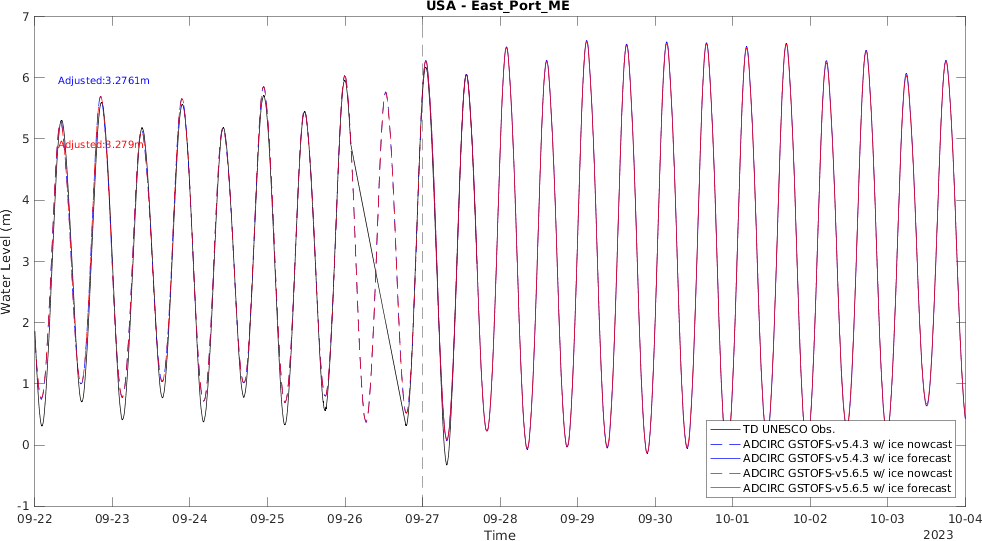 USA - East_Port_ME
7
6
5
4
3
2
1
0
-1
Water Level (m)
Adjusted:3.2761m
Adjusted:3.279m
TD UNESCO Obs.
ADCIRC GSTOFS-v5.4.3 w/ ice nowcast
ADCIRC GSTOFS-v5.4.3 w/ ice forecast
ADCIRC GSTOFS-v5.6.5 w/ ice nowcast
ADCIRC GSTOFS-v5.6.5 w/ ice forecast
09-22 09-23 09-24 09-25 09-26 09-27 09-28 09-29 09-30 10-01 10-02 10-03 10-04
Time
2023